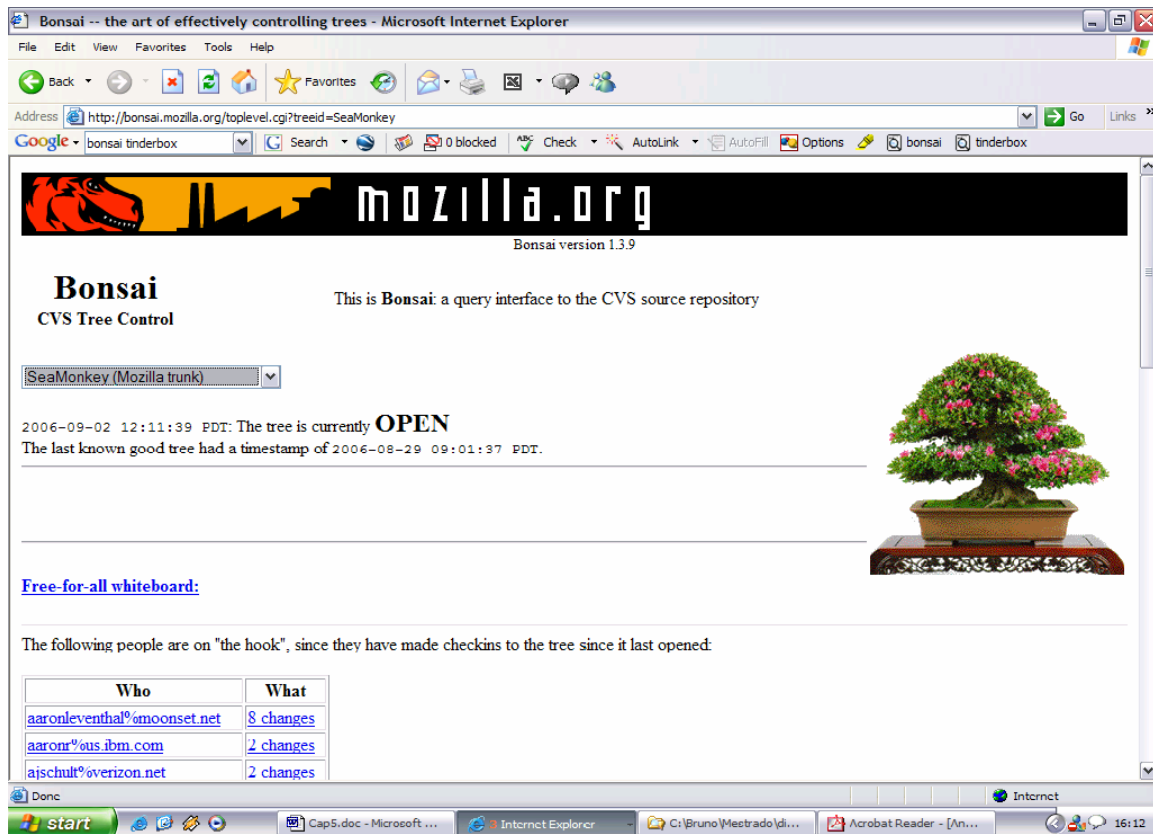 Bonsai -- the art of effectively controlling trees - Microsoft Internet Explorer
File Edit View Favorites Tools Help
Back Favorites
Address http://bonsai.mozilla.org/toplevel.cgi?treeid=SeaMonkey Go Links »
Google bonsai tinderbox G Search 0 blocked ABC Check AutoLink AutoFill Options bonsai tinderbox
mozilla.org
Bonsai version 1.3.9
Bonsai
CVS Tree Control
This is Bonsai: a query interface to the CVS source repository
SeaMonkey (Mozilla trunk)
2006-09-02 12:11:39 PDT: The tree is currently OPEN
The last known good tree had a timestamp of 2006-08-29 09:01:37 PDT.
Free-for-all whiteboard:
The following people are on "the hook", since they have made checkins to the tree since it last opened:
Who What
aaronleventhal%moonset.net 8 changes
aaronr%us.ibm.com 2 changes
ajschult%verizon.net 2 changes
Done Internet
start Cap5.doc - Microsoft ... 3 Internet Explorer C:\Bruno\Mestrado\di... Acrobat Reader - [An... 16:12